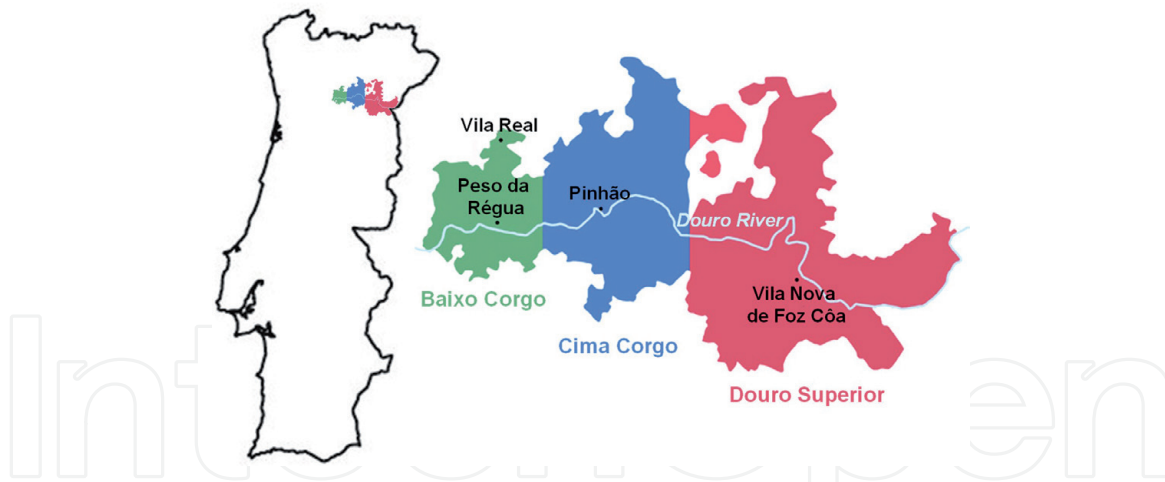 Vila Real
Peso da
Régua
Pinhão
Douro River
Vila Nova
de Foz Côa
Baixo Corgo
Cima Corgo
Douro Superior
IntechOpen